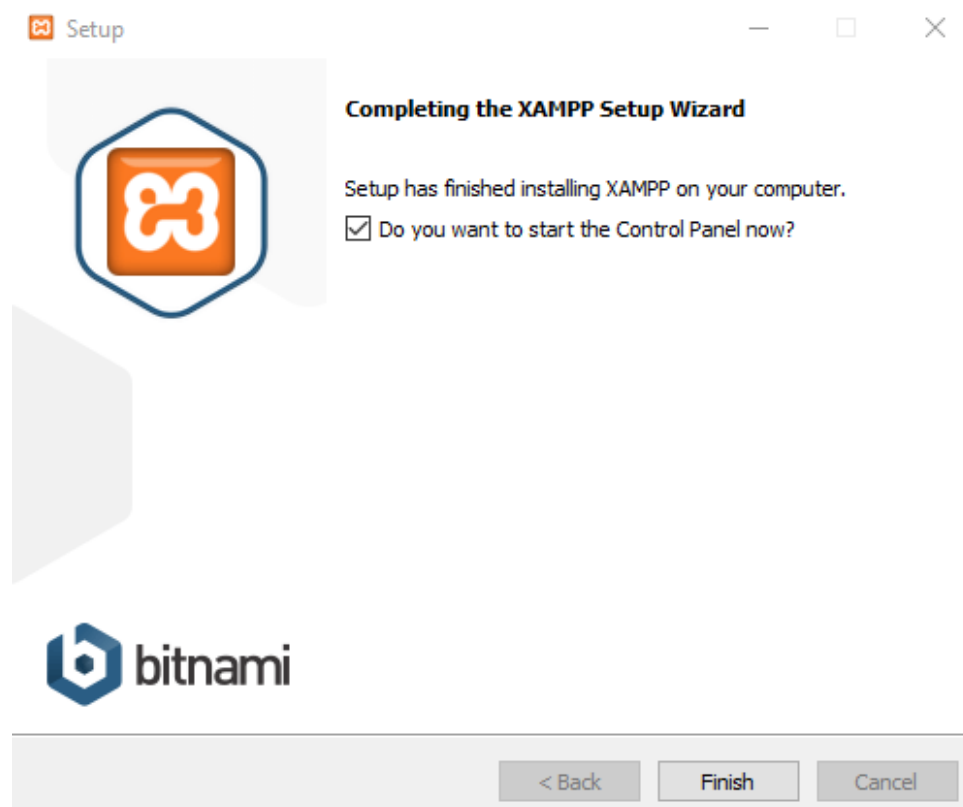 Setup
Completing the XAMPP Setup Wizard
Setup has finished installing XAMPP on your computer.
Do you want to start the Control Panel now?
bitnami
< Back
Finish
Cancel